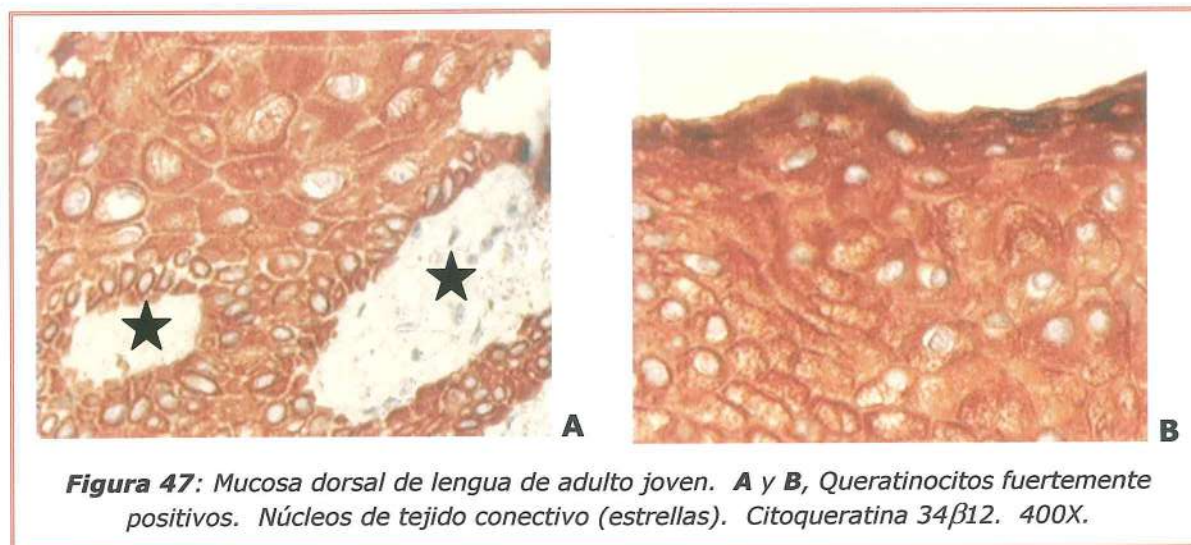 A
B
Figura 47: Mucosa dorsal de lengua de adulto joven. A y B, Queratinocitos fuertemente
positivos. Núcleos de tejido conectivo (estrellas). Citoqueratina 34β12. 400X.